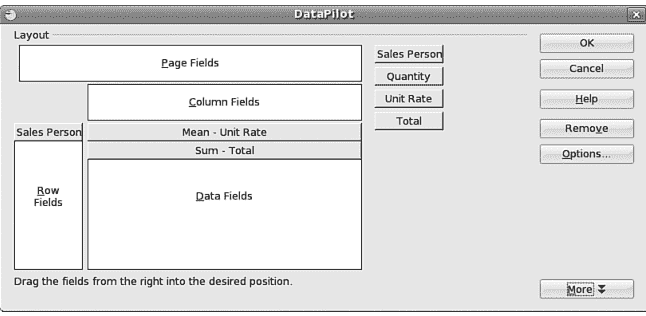 DataPilot
Layout
Page Fields
Column Fields
Sales Person
Quantity
Unit Rate
Total
Sales Person
Mean - Unit Rate
Sum - Total
Row
Fields
Data Fields
Drag the fields from the right into the desired position.
OK
Cancel
Help
Remove
Options...
More